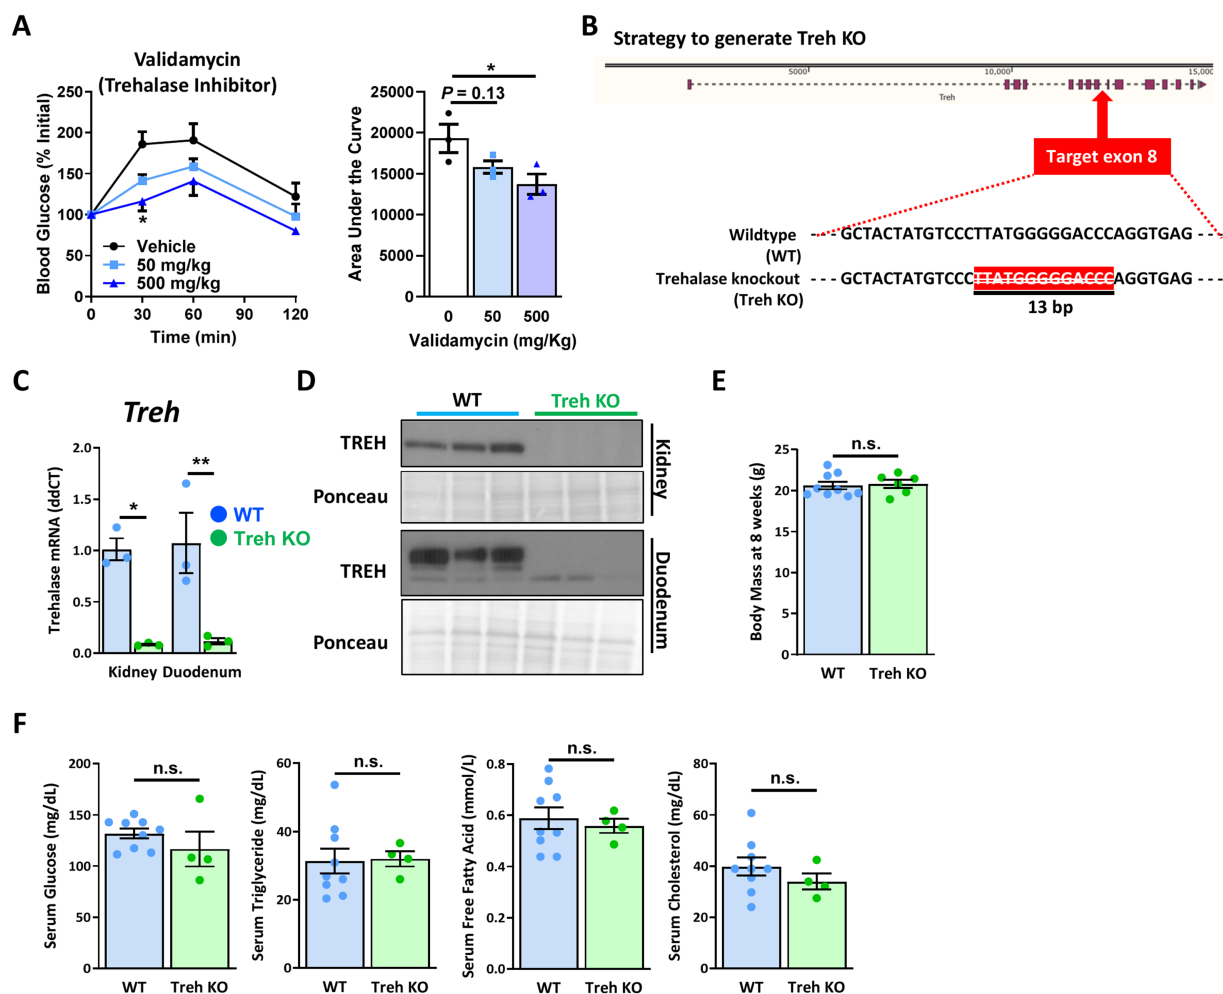 A
Validamycin
(Trehalase Inhibitor)
Blood Glucose (% Initial)
250
200
150
100
50
0
*
Vehicle
50 mg/kg
500 mg/kg
0 30 60 90 120
Time (min)
Area Under the Curve
25000
20000
15000
10000
5000
0
*
P = 0.13
0 50 500
Validamycin (mg/Kg)
B
Strategy to generate Treh KO
5000 10,000 15,000
Treh
Target exon 8
Wildtype
(WT)
---- GCTACTATGTCCCTTATGGGGGACCCAGGTGAG ----
Trehalase knockout
(Treh KO)
---- GCTACTATGTCCCTTATGGGGGACCCAGGTGAG ----
13 bp
C
Treh
Trehalase mRNA (ddCT)
2.0
1.5
1.0
0.5
0.0
*
**
WT
Treh KO
Kidney Duodenum
D
WT Treh KO
TREH
Ponceau
Kidney
TREH
Ponceau
Duodenum
E
Body Mass at 8 weeks (g)
25
20
15
10
5
0
n.s.
WT Treh KO
F
Serum Glucose (mg/dL)
200
150
100
50
0
n.s.
WT Treh KO
Serum Triglyceride (mg/dL)
60
40
20
0
n.s.
WT Treh KO
Serum Free Fatty Acid (mmol/L)
0.8
0.6
0.4
0.2
0.0
n.s.
WT Treh KO
Serum Cholesterol (mg/dL)
80
60
40
20
0
n.s.
WT Treh KO